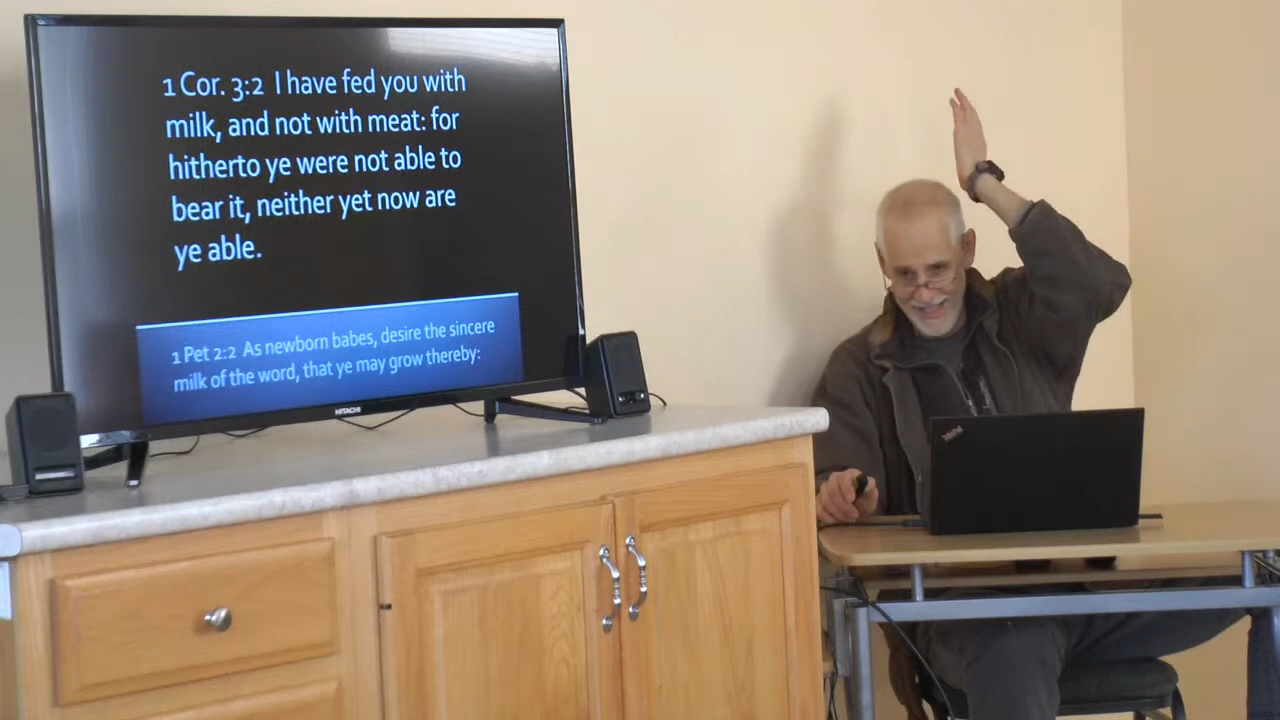 1 Cor. 3:2 I have fed you with
milk, and not with meat: for
hitherto ye were not able to
bear it, neither yet now are
ye able.
1 Pet 2:2 As newborn babes, desire the sincere
milk of the word, that ye may grow thereby:
HITACHI
ThinkPad